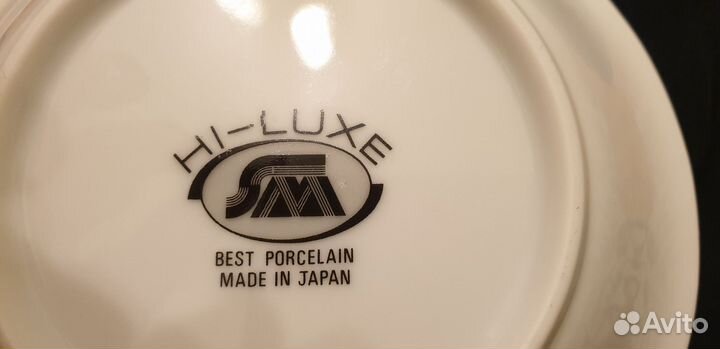 HI-LUXE
SM
BEST PORCELAIN
MADE IN JAPAN
Avito